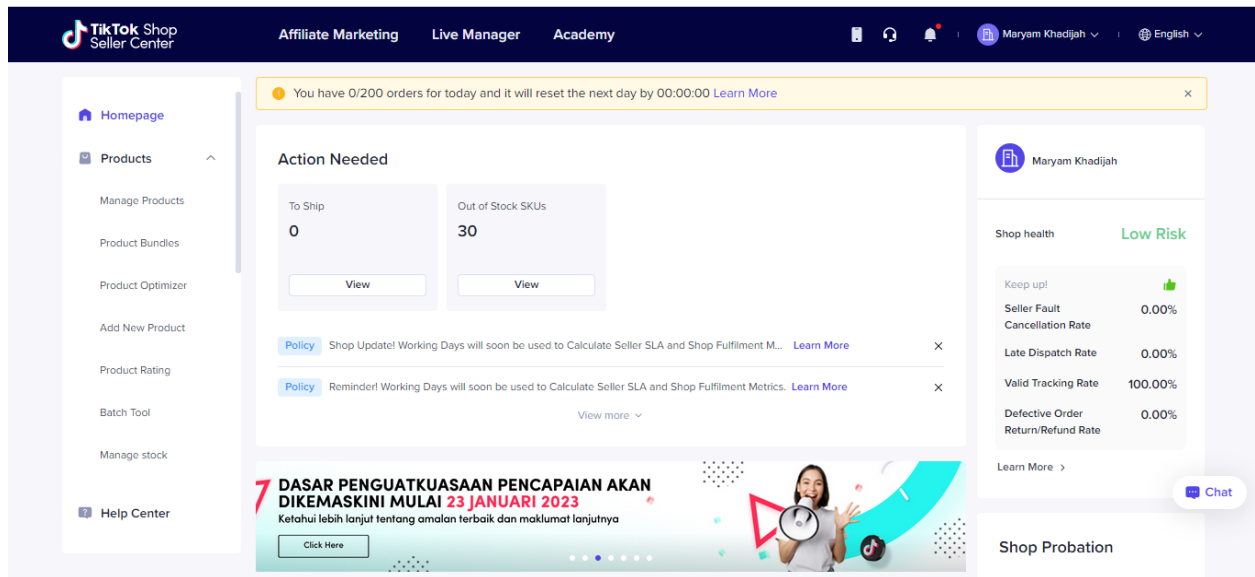 TikTok Shop
Seller Center
Affiliate Marketing
Live Manager
Academy
Maryam Khadijah
English
Homepage
Products
Manage Products
Product Bundles
Product Optimizer
Add New Product
Product Rating
Batch Tool
Manage stock
Help Center
You have 0/200 orders for today and it will reset the next day by 00:00:00 Learn More
Action Needed
To Ship
0
View
Out of Stock SKUs
30
View
Policy Shop Update! Working Days will soon be used to Calculate Seller SLA and Shop Fulfilment M... Learn More
Policy Reminder! Working Days will soon be used to Calculate Seller SLA and Shop Fulfilment Metrics. Learn More
View more
7 DASAR PENGUATKUASAAN PENCAPAIAN AKAN
DIKEMASKINI MULAI 23 JANUARI 2023
Ketahui lebih lanjut tentang amalan terbaik dan maklumat lanjutnya
Click Here
Maryam Khadijah
Shop health Low Risk
Keep up!
Seller Fault
Cancellation Rate 0.00%
Late Dispatch Rate 0.00%
Valid Tracking Rate 100.00%
Defective Order
Return/Refund Rate 0.00%
Learn More >
Chat
Shop Probation